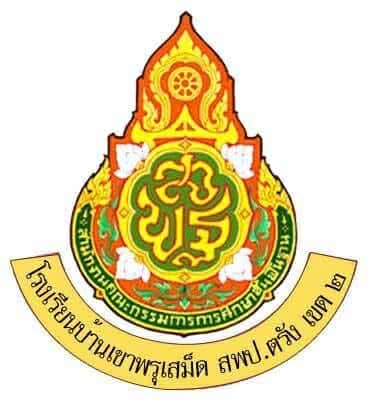 สพฐ
สำนักงานคณะกรรมการการศึกษาขั้นพื้นฐาน
โรงเรียนบ้านเขาพรุเสม็ด สพป.ตรัง เขต ๒